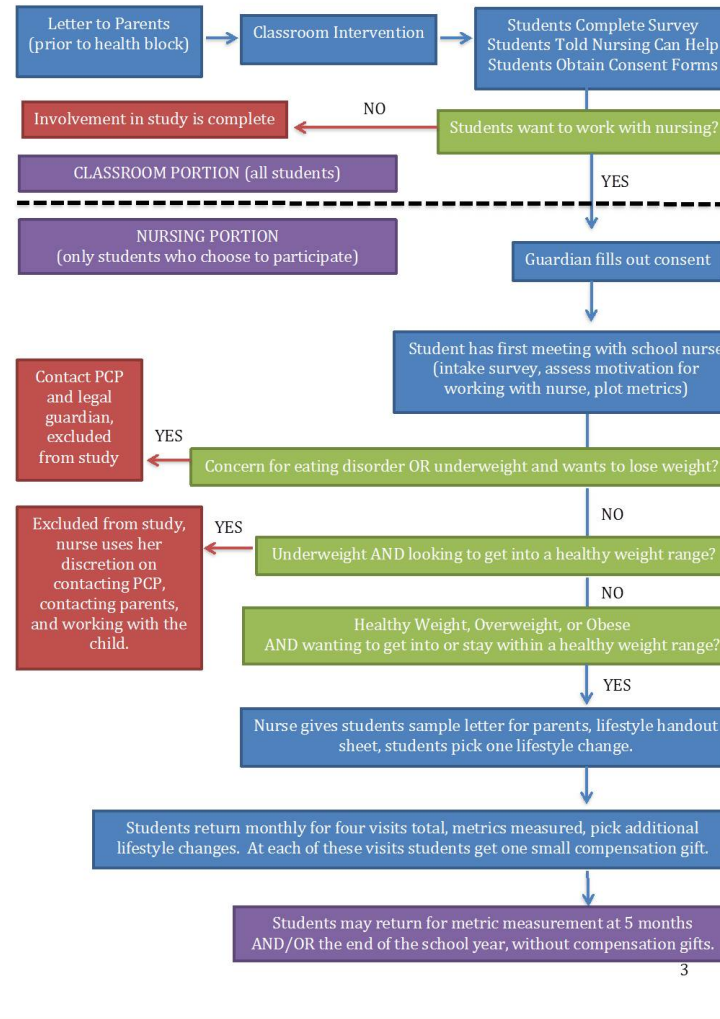 Letter to Parents
(prior to health block)
Classroom Intervention
Students Complete Survey
Students Told Nursing Can Help
Students Obtain Consent Forms
Involvement in study is complete
NO
Students want to work with nursing?
CLASSROOM PORTION (all students)
YES
NURSING PORTION
(only students who choose to participate)
Guardian fills out consent
Student has first meeting with school nurse
(intake survey, assess motivation for
working with nurse, plot metrics)
Contact PCP
and legal
guardian,
excluded
from study
YES
Concern for eating disorder OR underweight and wants to lose weight?
NO
Excluded from study,
nurse uses her
discretion on
contacting PCP,
contacting parents,
and working with the
child.
YES
Underweight AND looking to get into a healthy weight range?
NO
Healthy Weight, Overweight, or Obese
AND wanting to get into or stay within a healthy weight range?
YES
Nurse gives students sample letter for parents, lifestyle handout
sheet, students pick one lifestyle change.
Students return monthly for four visits total, metrics measured, pick additional
lifestyle changes.  At each of these visits students get one small compensation gift.
Students may return for metric measurement at 5 months
AND/OR the end of the school year, without compensation gifts.
3